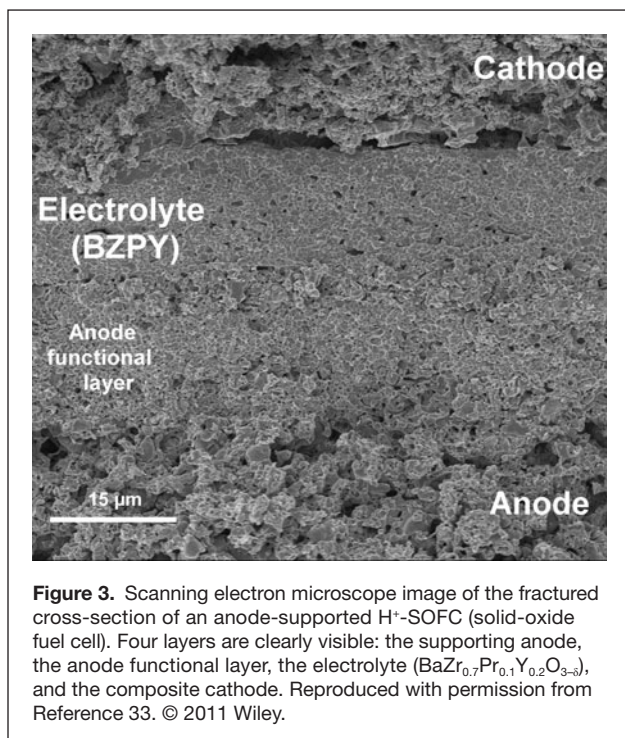 Cathode
Electrolyte
(BZPY)
Anode
functional
layer
15 µm
Anode
Figure 3. Scanning electron microscope image of the fractured
cross-section of an anode-supported H⁺-SOFC (solid-oxide
fuel cell). Four layers are clearly visible: the supporting anode,
the anode functional layer, the electrolyte (BaZr₀.₇Pr₀.₁Y₀.₂O₃₋δ),
and the composite cathode. Reproduced with permission from
Reference 33. © 2011 Wiley.